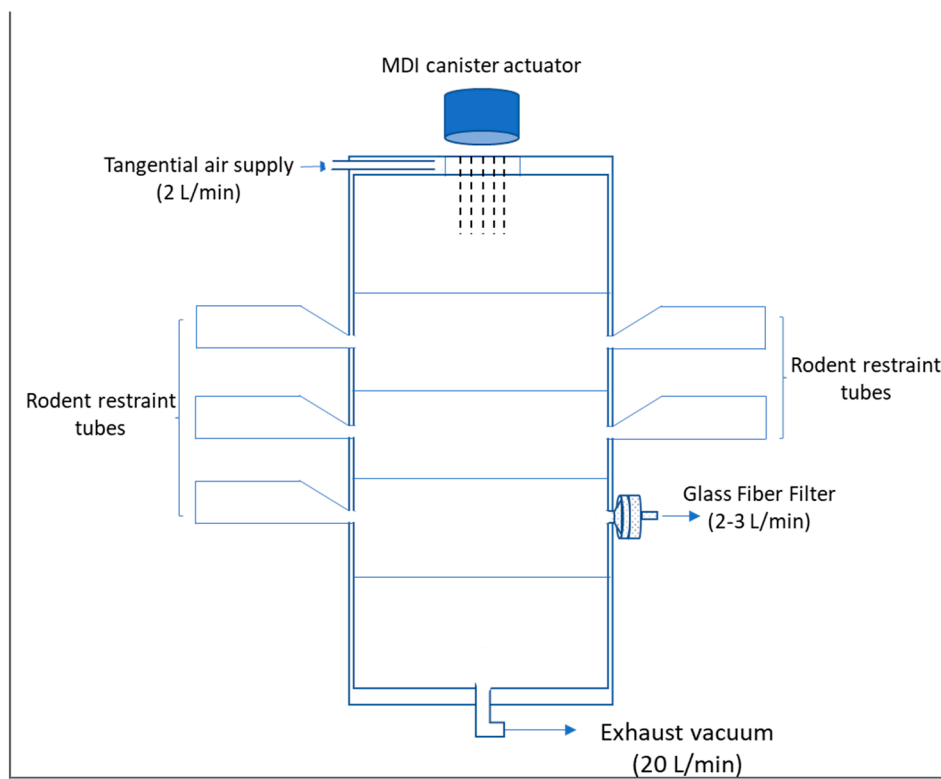 MDI canister actuator
Tangential air supply
(2 L/min)
Rodent restraint
tubes
Rodent restraint
tubes
Glass Fiber Filter
(2-3 L/min)
Exhaust vacuum
(20 L/min)